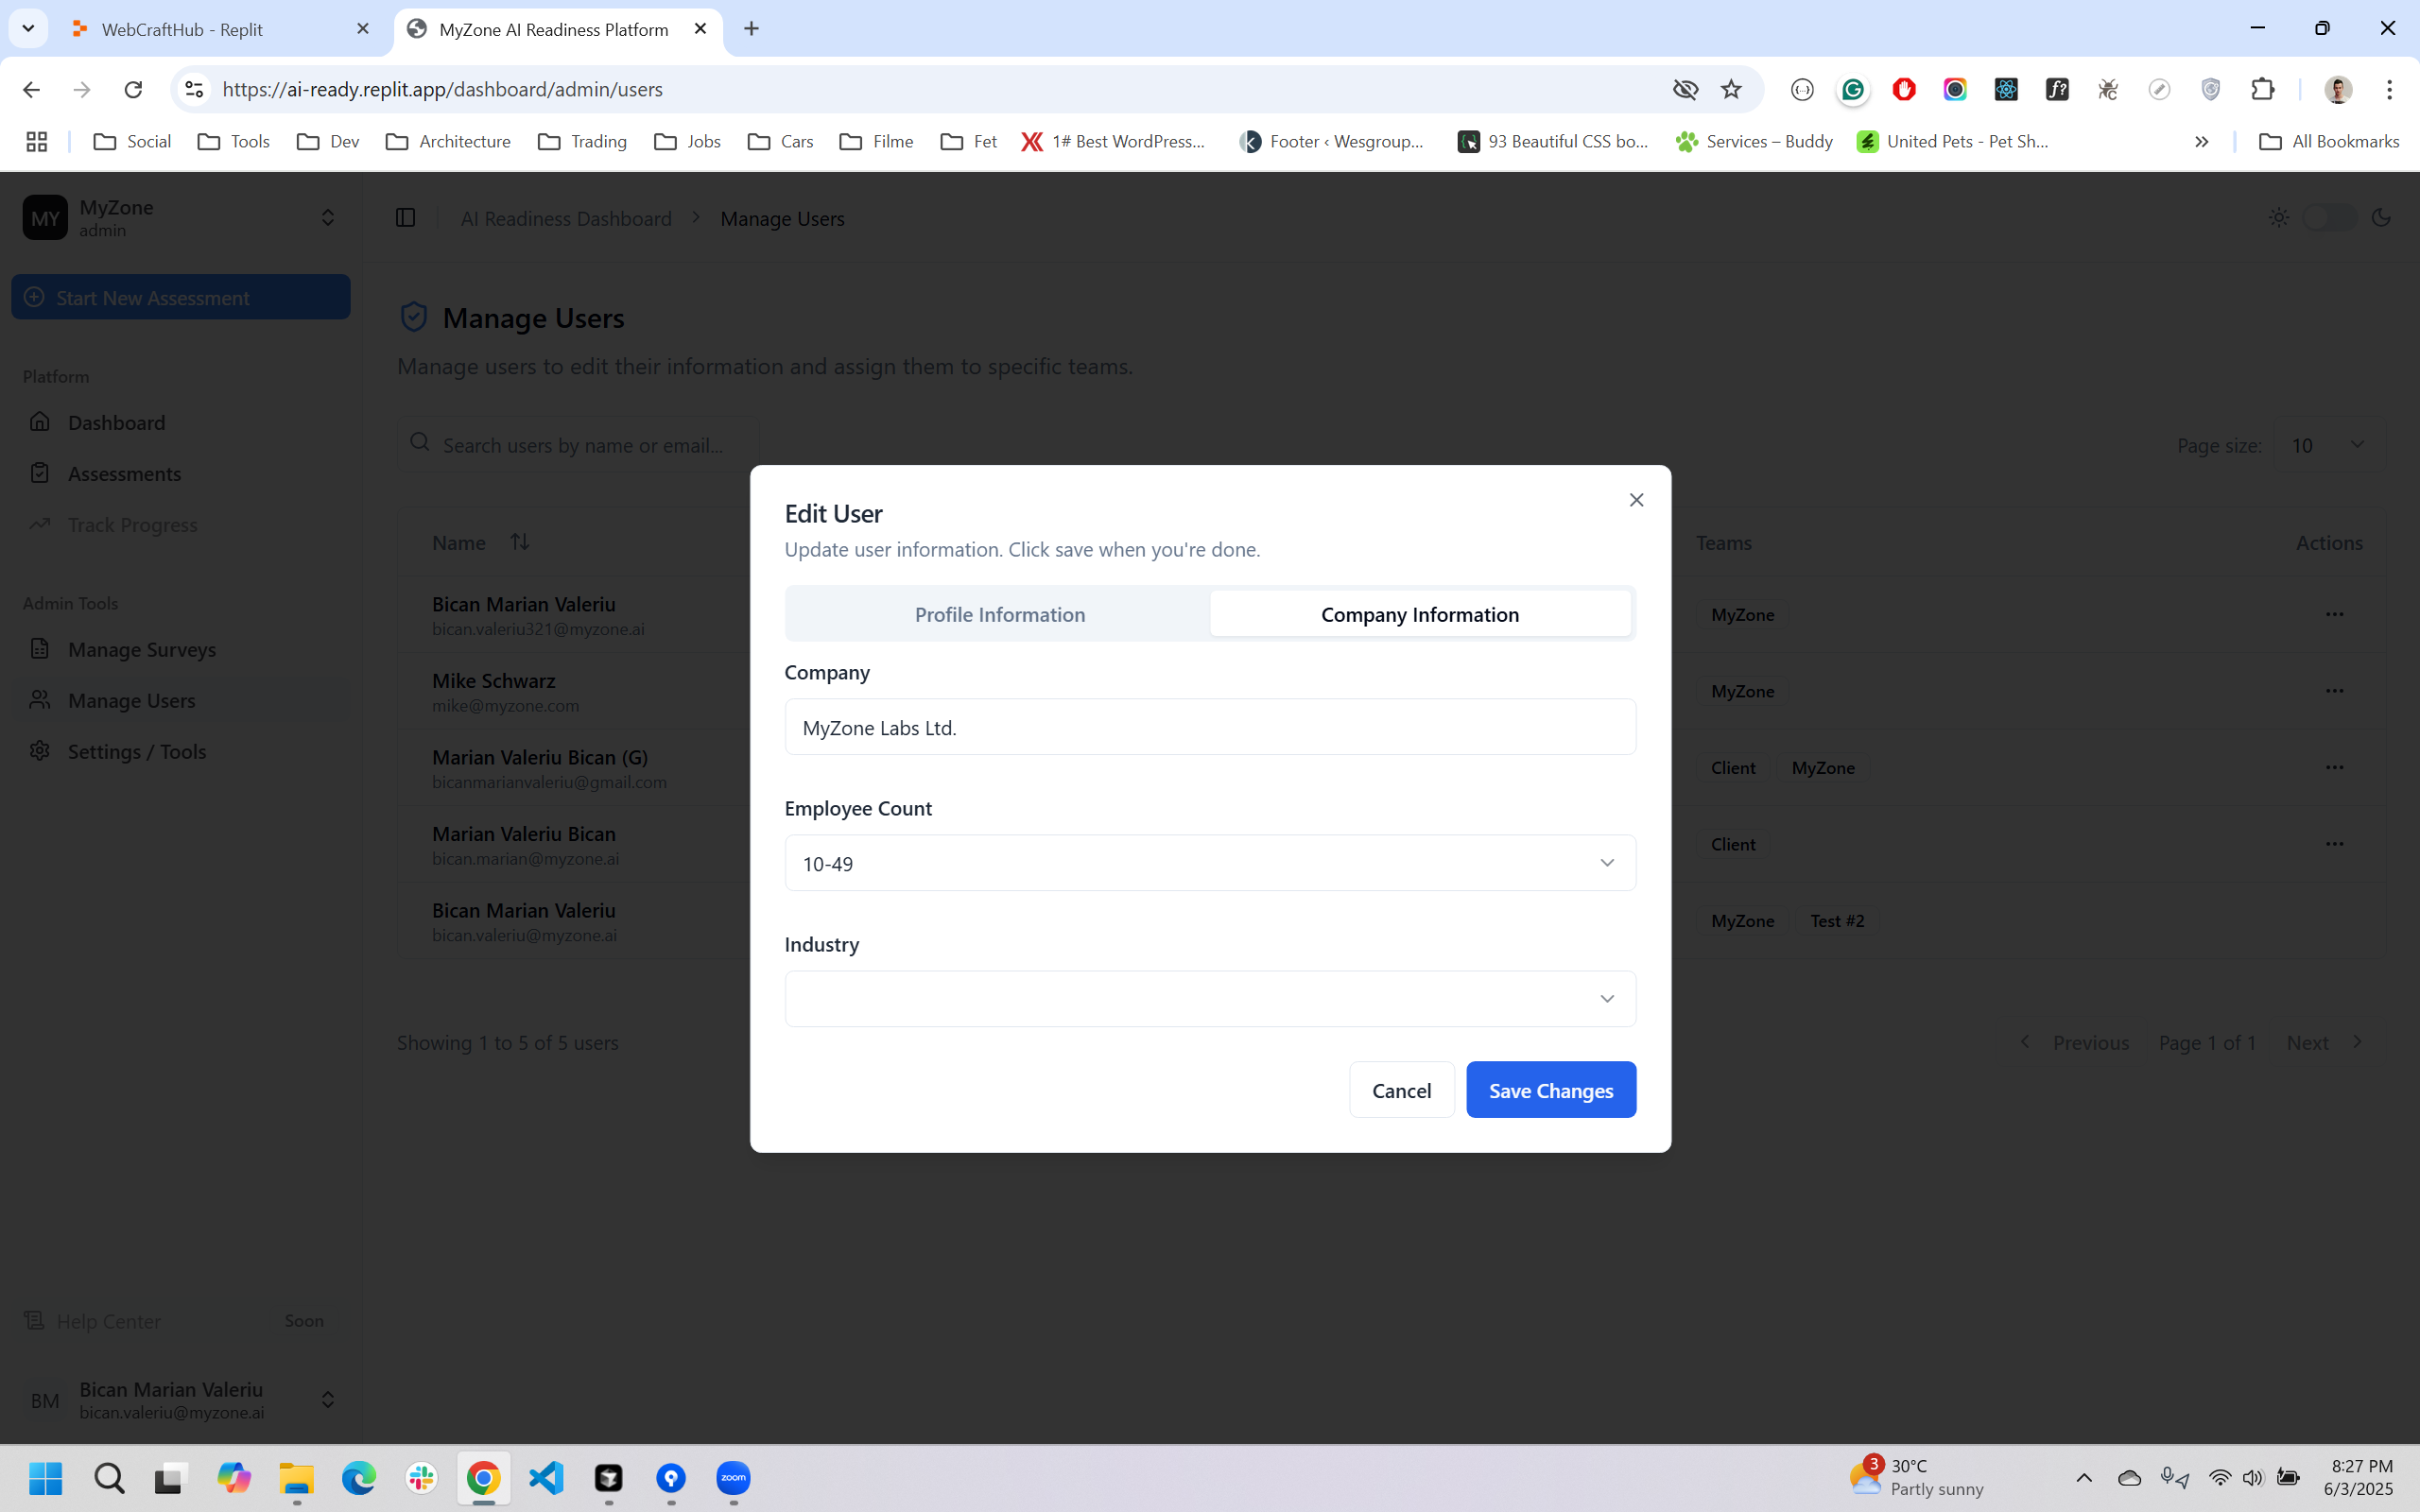 WebCraftHub - Replit
MyZone AI Readiness Platform
https://ai-ready.replit.app/dashboard/admin/users
Social
Tools
Dev
Architecture
Trading
Jobs
Cars
Filme
Fet
1# Best WordPress...
Footer ‹ Wesgroup...
93 Beautiful CSS bo...
Services – Buddy
United Pets - Pet Sh...
All Bookmarks
MY
MyZone
admin
AI Readiness Dashboard
Manage Users
Start New Assessment
Platform
Dashboard
Assessments
Track Progress
Admin Tools
Manage Surveys
Manage Users
Settings / Tools
Manage Users
Manage users to edit their information and assign them to specific teams.
Search users by name or email...
Page size:
10
Name
Teams
Actions
Bican Marian Valeriu
bican.valeriu321@myzone.ai
MyZone
Mike Schwarz
mike@myzone.com
MyZone
Marian Valeriu Bican (G)
bicanmarianvaleriu@gmail.com
Client
MyZone
Marian Valeriu Bican
bican.marian@myzone.ai
Client
Bican Marian Valeriu
bican.valeriu@myzone.ai
MyZone
Test #2
Showing 1 to 5 of 5 users
Previous
Page 1 of 1
Next
Edit User
Update user information. Click save when you're done.
Profile Information
Company Information
Company
MyZone Labs Ltd.
Employee Count
10-49
Industry
Cancel
Save Changes
Help Center
Soon
BM
Bican Marian Valeriu
bican.valeriu@myzone.ai
zoom
3
30°C
Partly sunny
8:27 PM
6/3/2025